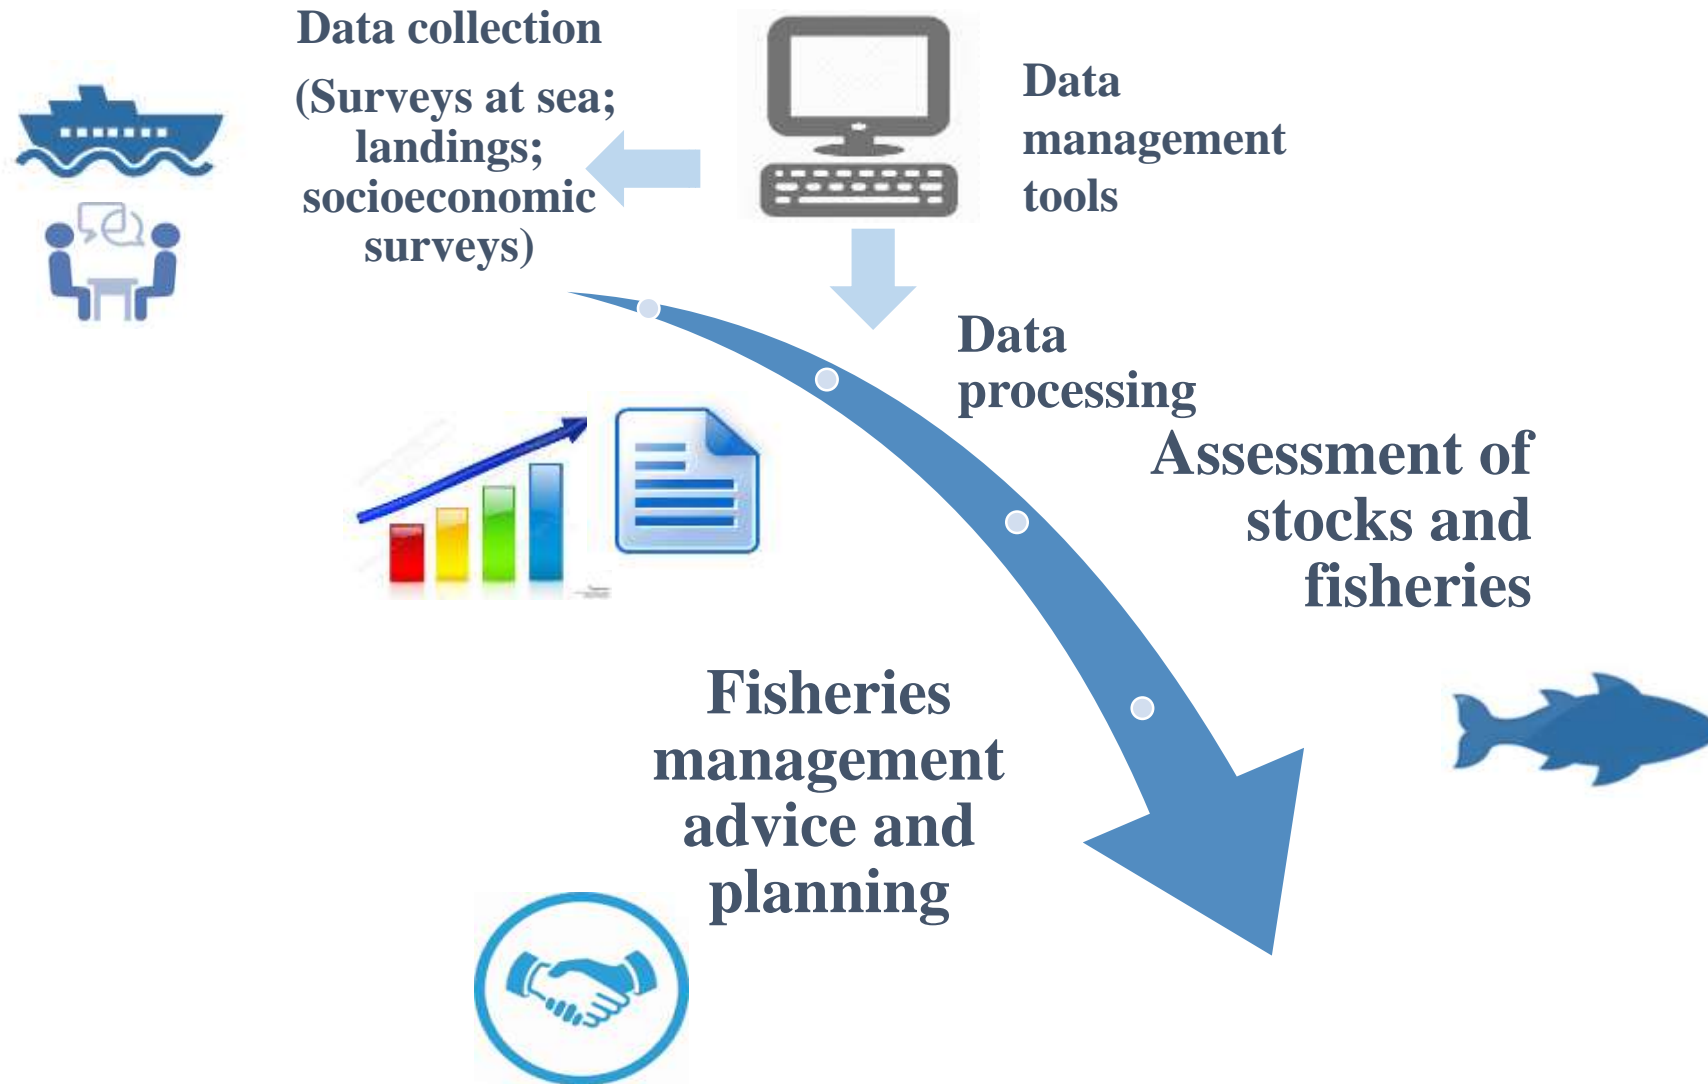 Data collection
(Surveys at sea;
landings;
socioeconomic
surveys)
Data
management
tools
Data
processing
Assessment of
stocks and
fisheries
Fisheries
management
advice and
planning